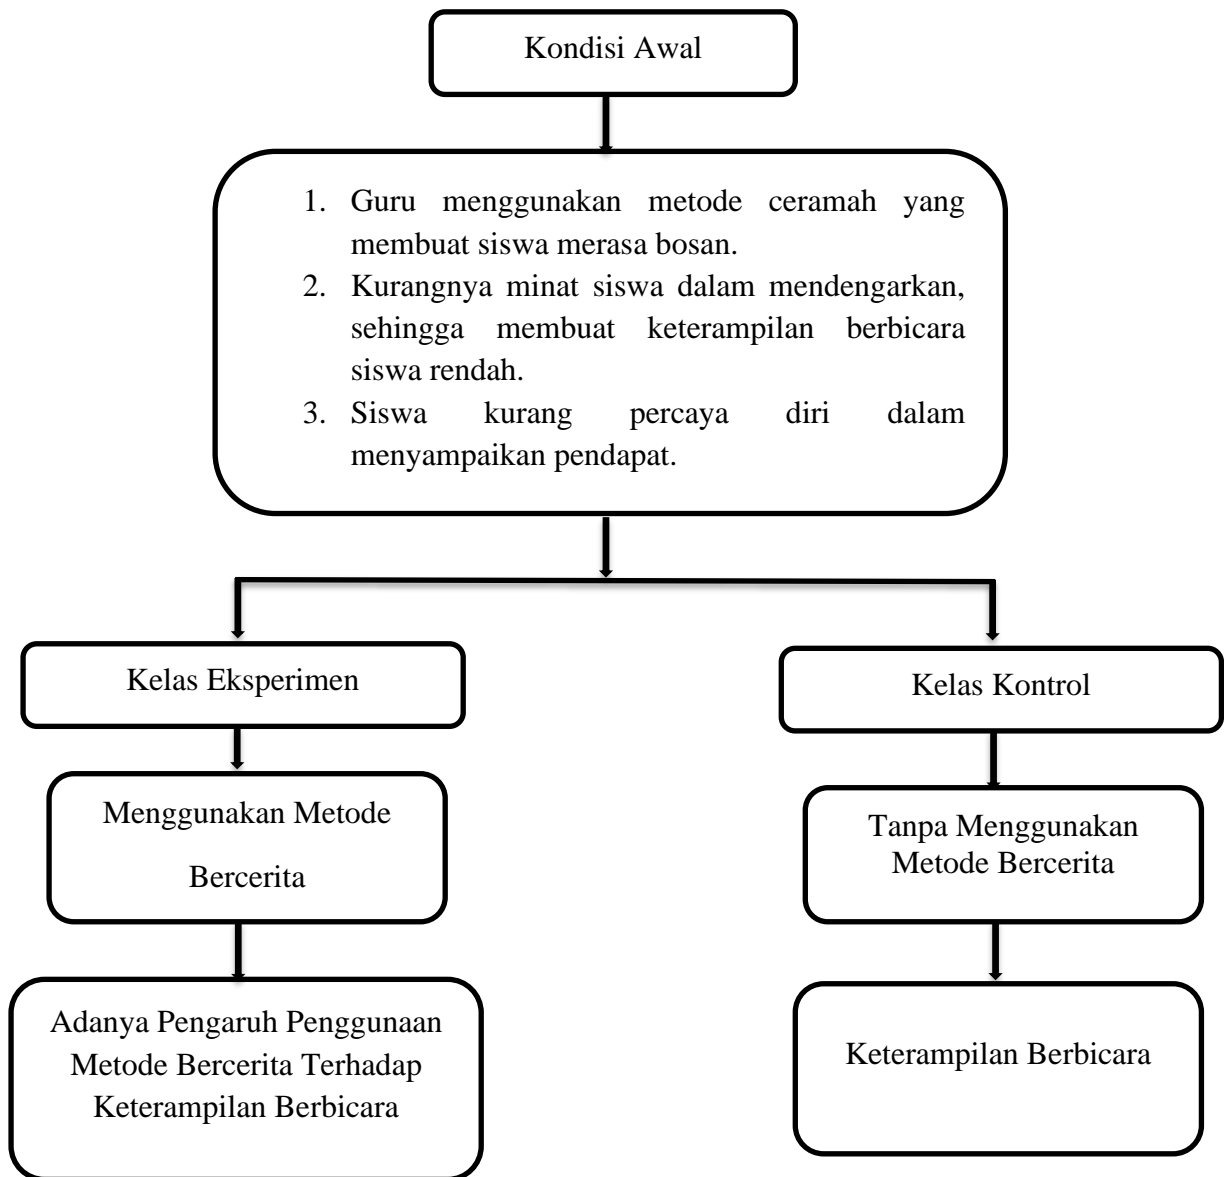 Kondisi Awal
1. Guru menggunakan metode ceramah yang
membuat siswa merasa bosan.
2. Kurangnya minat siswa dalam mendengarkan,
sehingga membuat keterampilan berbicara
siswa rendah.
3. Siswa kurang percaya diri dalam
menyampaikan pendapat.
Kelas Eksperimen
Kelas Kontrol
Menggunakan Metode
Bercerita
Tanpa Menggunakan
Metode Bercerita
Adanya Pengaruh Penggunaan
Metode Bercerita Terhadap
Keterampilan Berbicara
Keterampilan Berbicara